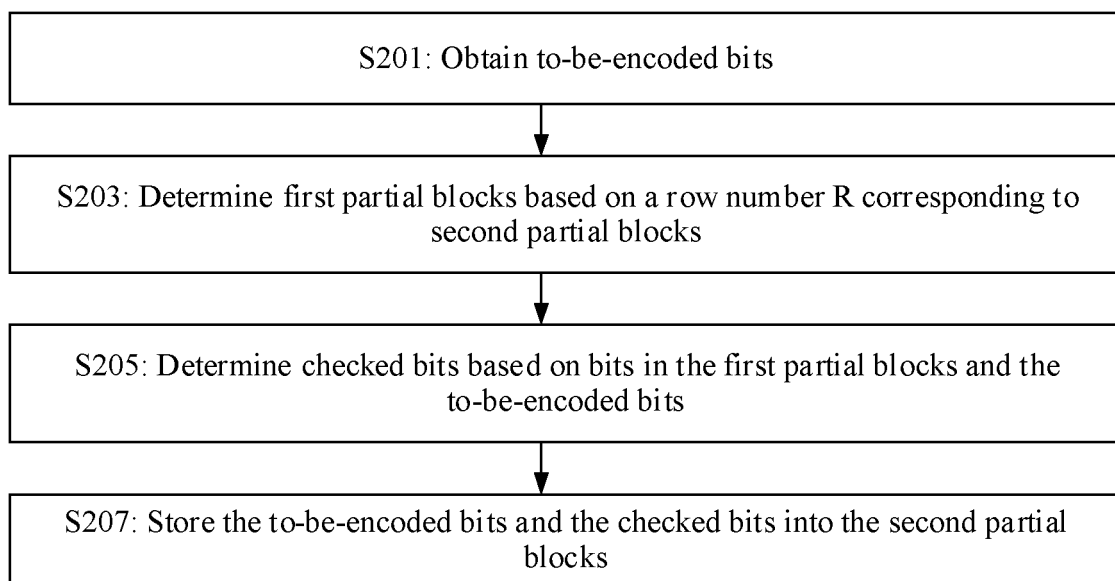 S201: Obtain to-be-encoded bits
S203: Determine first partial blocks based on a row number R corresponding to
second partial blocks
S205: Determine checked bits based on bits in the first partial blocks and the
to-be-encoded bits
S207: Store the to-be-encoded bits and the checked bits into the second partial
blocks